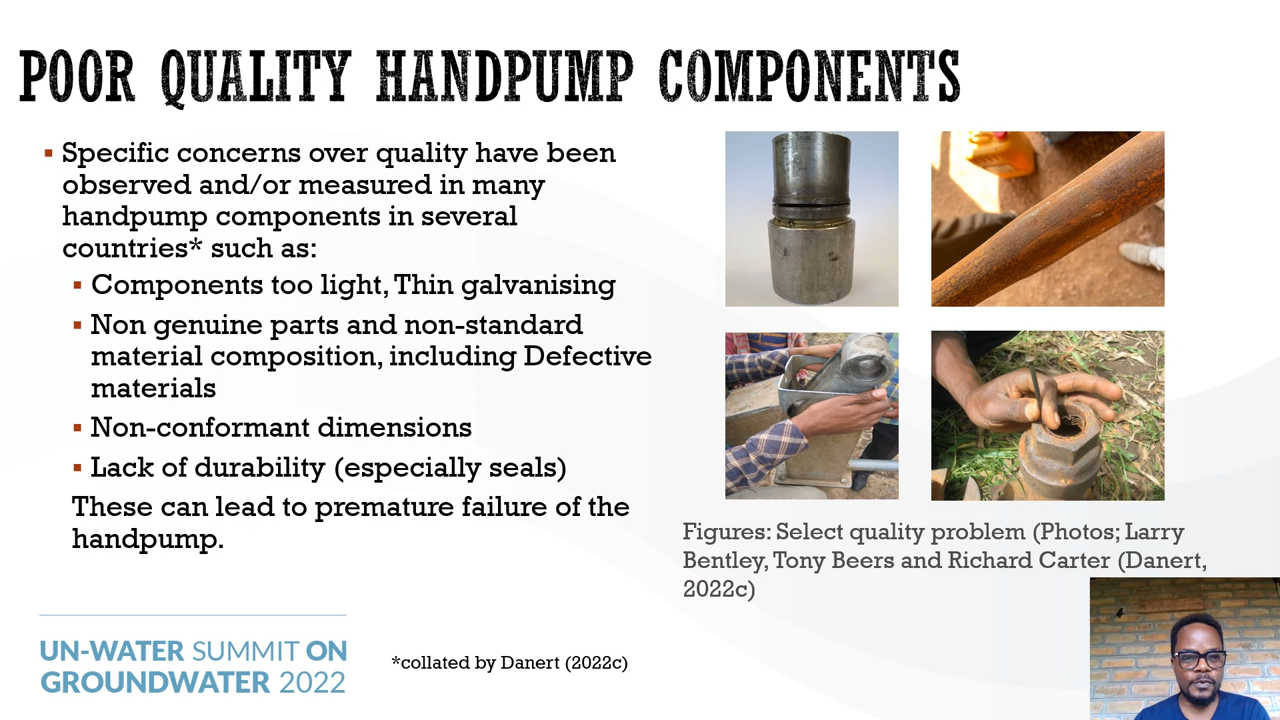 POOR QUALITY HANDPUMP COMPONENTS
▪ Specific concerns over quality have been
observed and/or measured in many
handpump components in several
countries* such as:
▪ Components too light, Thin galvanising
▪ Non genuine parts and non-standard
material composition, including Defective
materials
▪ Non-conformant dimensions
▪ Lack of durability (especially seals)
These can lead to premature failure of the
handpump.
Figures: Select quality problem (Photos; Larry
Bentley, Tony Beers and Richard Carter (Danert,
2022c)
UN-WATER SUMMIT ON
GROUNDWATER 2022
*collated by Danert (2022c)